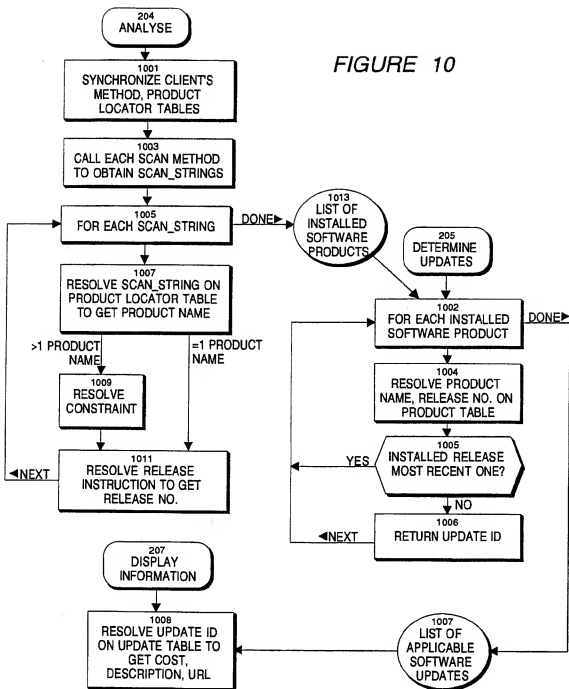 204
ANALYSE
FIGURE 10
1001
SYNCHRONIZE CLIENT'S
METHOD, PRODUCT
LOCATOR TABLES
1003
CALL EACH SCAN METHOD
TO OBTAIN SCAN_STRINGS
1005
FOR EACH SCAN_STRING
DONE▶
1013
LIST OF
INSTALLED
SOFTWARE
PRODUCTS
205
DETERMINE
UPDATES
1007
RESOLVE SCAN_STRING ON
PRODUCT LOCATOR TABLE
TO GET PRODUCT NAME
1002
FOR EACH INSTALLED
SOFTWARE PRODUCT
DONE▶
>1 PRODUCT
NAME
=1 PRODUCT
NAME
1009
RESOLVE
CONSTRAINT
1004
RESOLVE PRODUCT
NAME, RELEASE NO. ON
PRODUCT TABLE
1011
RESOLVE RELEASE
INSTRUCTION TO GET
RELEASE NO.
◀NEXT
1005
INSTALLED RELEASE
MOST RECENT ONE?
YES
NO
1006
RETURN UPDATE ID
◀NEXT
207
DISPLAY
INFORMATION
1008
RESOLVE UPDATE ID
ON UPDATE TABLE TO
GET COST,
DESCRIPTION, URL
1007
LIST OF
APPLICABLE
SOFTWARE
UPDATES